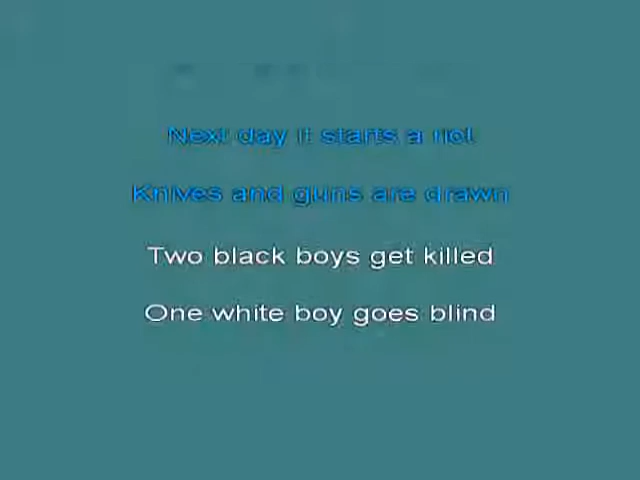 Next day it starts a riot
Knives and guns are drawn
Two black boys get killed
One white boy goes blind